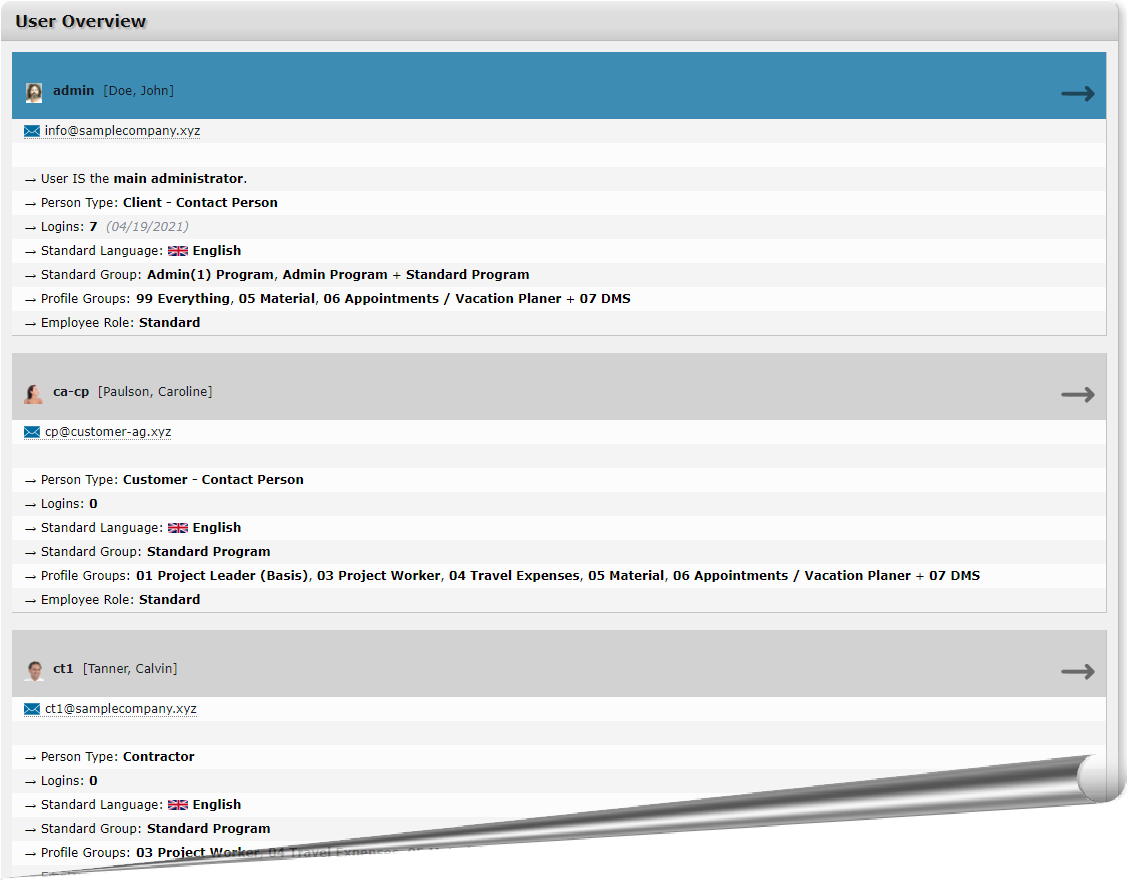 User Overview
admin [Doe, John]
info@samplecompany.xyz
→ User IS the main administrator.
→ Person Type: Client - Contact Person
→ Logins: 7 (04/19/2021)
→ Standard Language: English
→ Standard Group: Admin(1) Program, Admin Program + Standard Program
→ Profile Groups: 99 Everything, 05 Material, 06 Appointments / Vacation Planer + 07 DMS
→ Employee Role: Standard
ca-cp [Paulson, Caroline]
cp@customer-ag.xyz
→ Person Type: Customer - Contact Person
→ Logins: 0
→ Standard Language: English
→ Standard Group: Standard Program
→ Profile Groups: 01 Project Leader (Basis), 03 Project Worker, 04 Travel Expenses, 05 Material, 06 Appointments / Vacation Planer + 07 DMS
→ Employee Role: Standard
ct1 [Tanner, Calvin]
ct1@samplecompany.xyz
→ Person Type: Contractor
→ Logins: 0
→ Standard Language: English
→ Standard Group: Standard Program
→ Profile Groups: 03 Project Worker, 04 Travel Expenses,